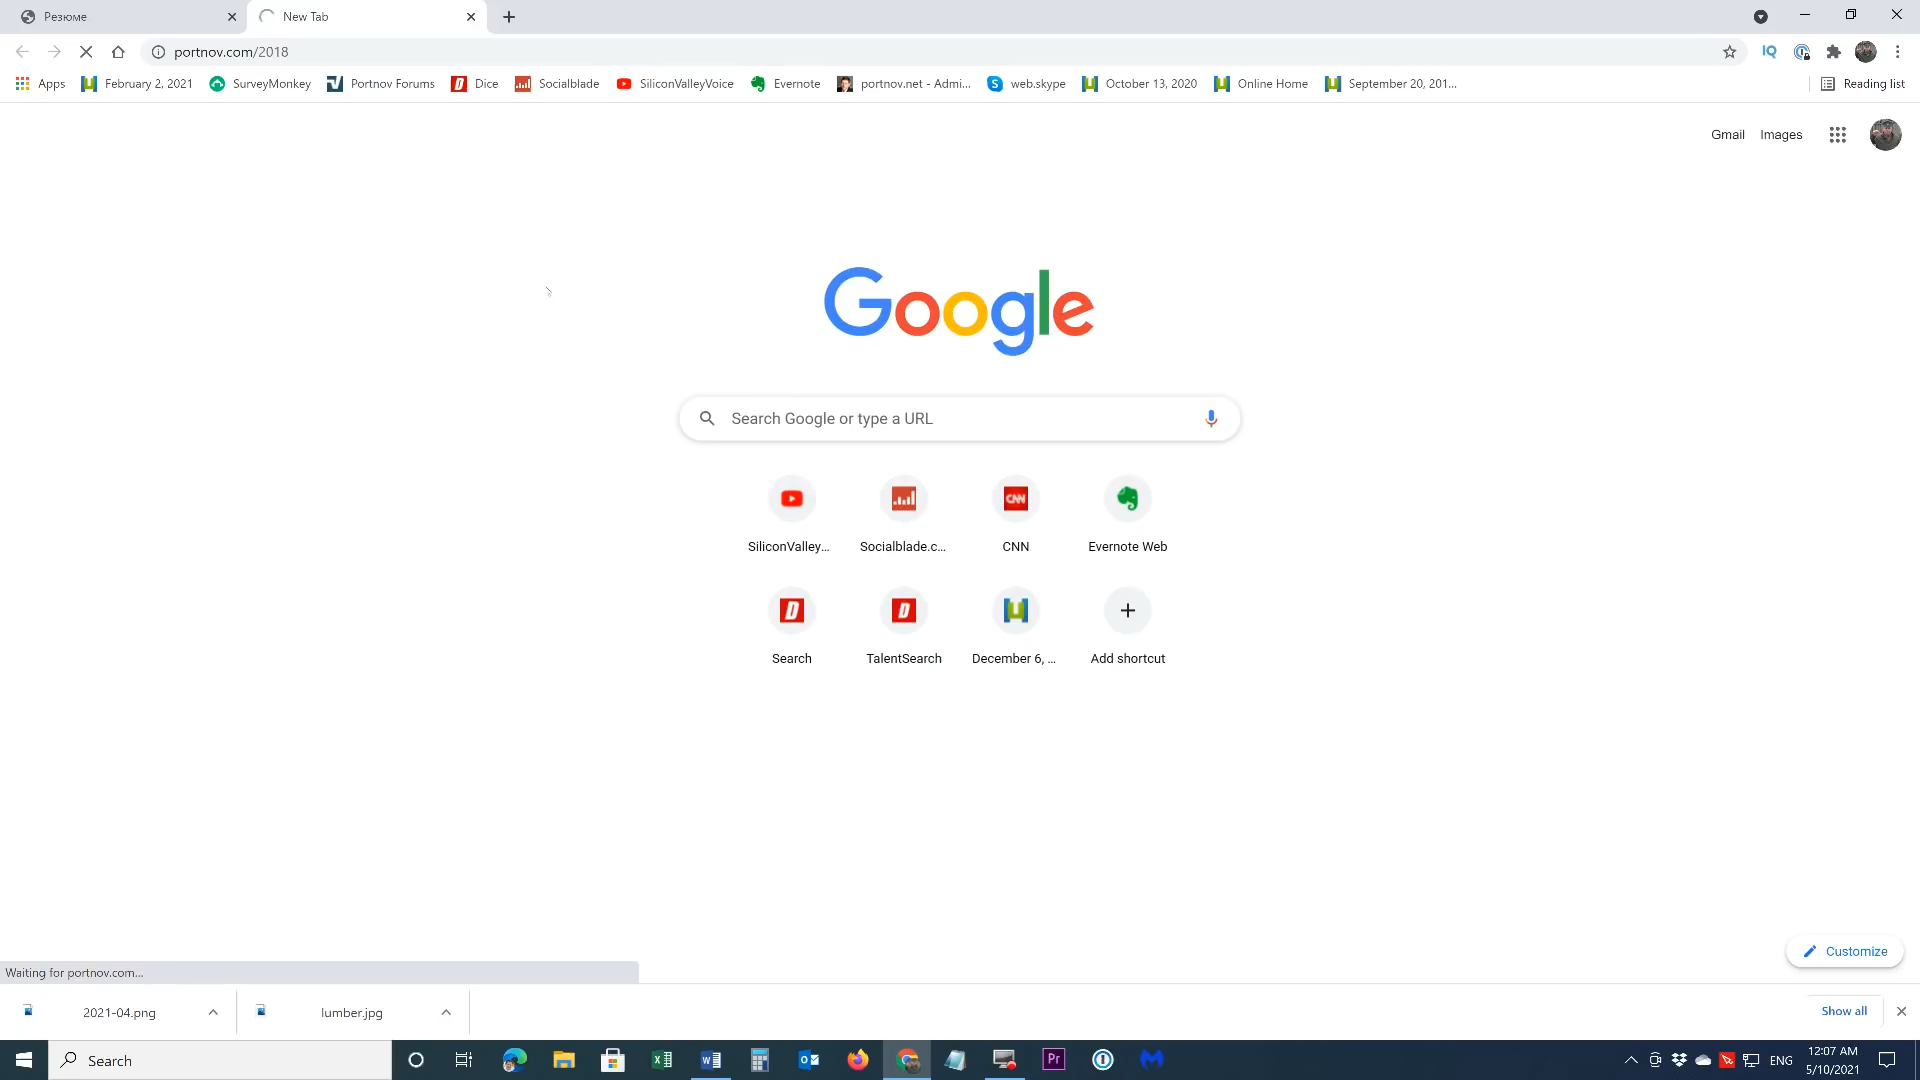 Резюме
New Tab
portnov.com/2018
Apps
February 2, 2021
SurveyMonkey
Portnov Forums
Dice
Socialblade
SiliconValleyVoice
Evernote
portnov.net - Admi...
web.skype
October 13, 2020
Online Home
September 20, 201...
Reading list
Gmail
Images
Google
Search Google or type a URL
SiliconValley...
Socialblade.c...
CNN
Evernote Web
Search
TalentSearch
December 6, ...
Add shortcut
Customize
Waiting for portnov.com...
2021-04.png
lumber.jpg
Show all
Search
ENG
12:07 AM
5/10/2021